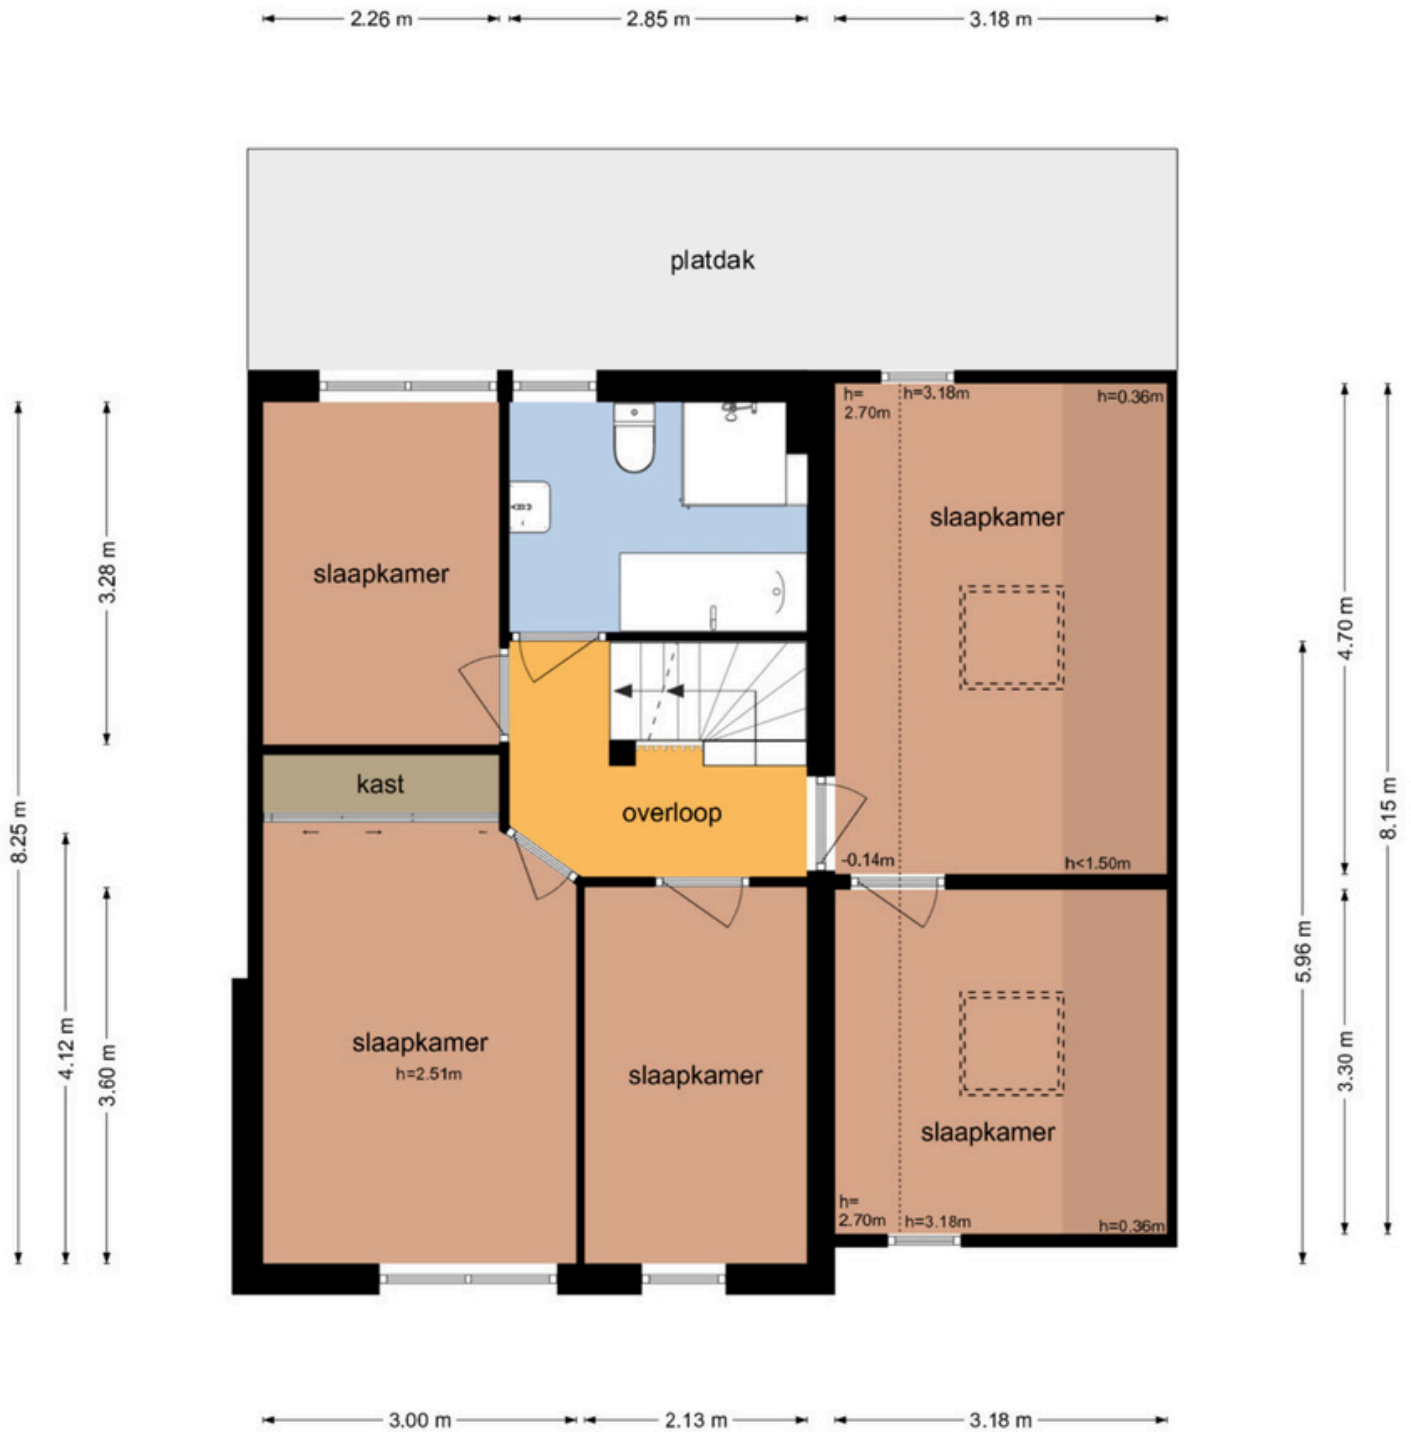 2.26 m
2.85 m
3.18 m
platdak
h=
2.70m
h=3.18m
h=0.36m
slaapkamer
slaapkamer
3.28 m
4.70 m
kast
overloop
8.25 m
8.15 m
-0.14m
h<1.50m
5.96 m
slaapkamer
h=2.51m
slaapkamer
4.12 m
3.60 m
3.30 m
slaapkamer
h=
2.70m
h=3.18m
h=0.36m
3.00 m
2.13 m
3.18 m